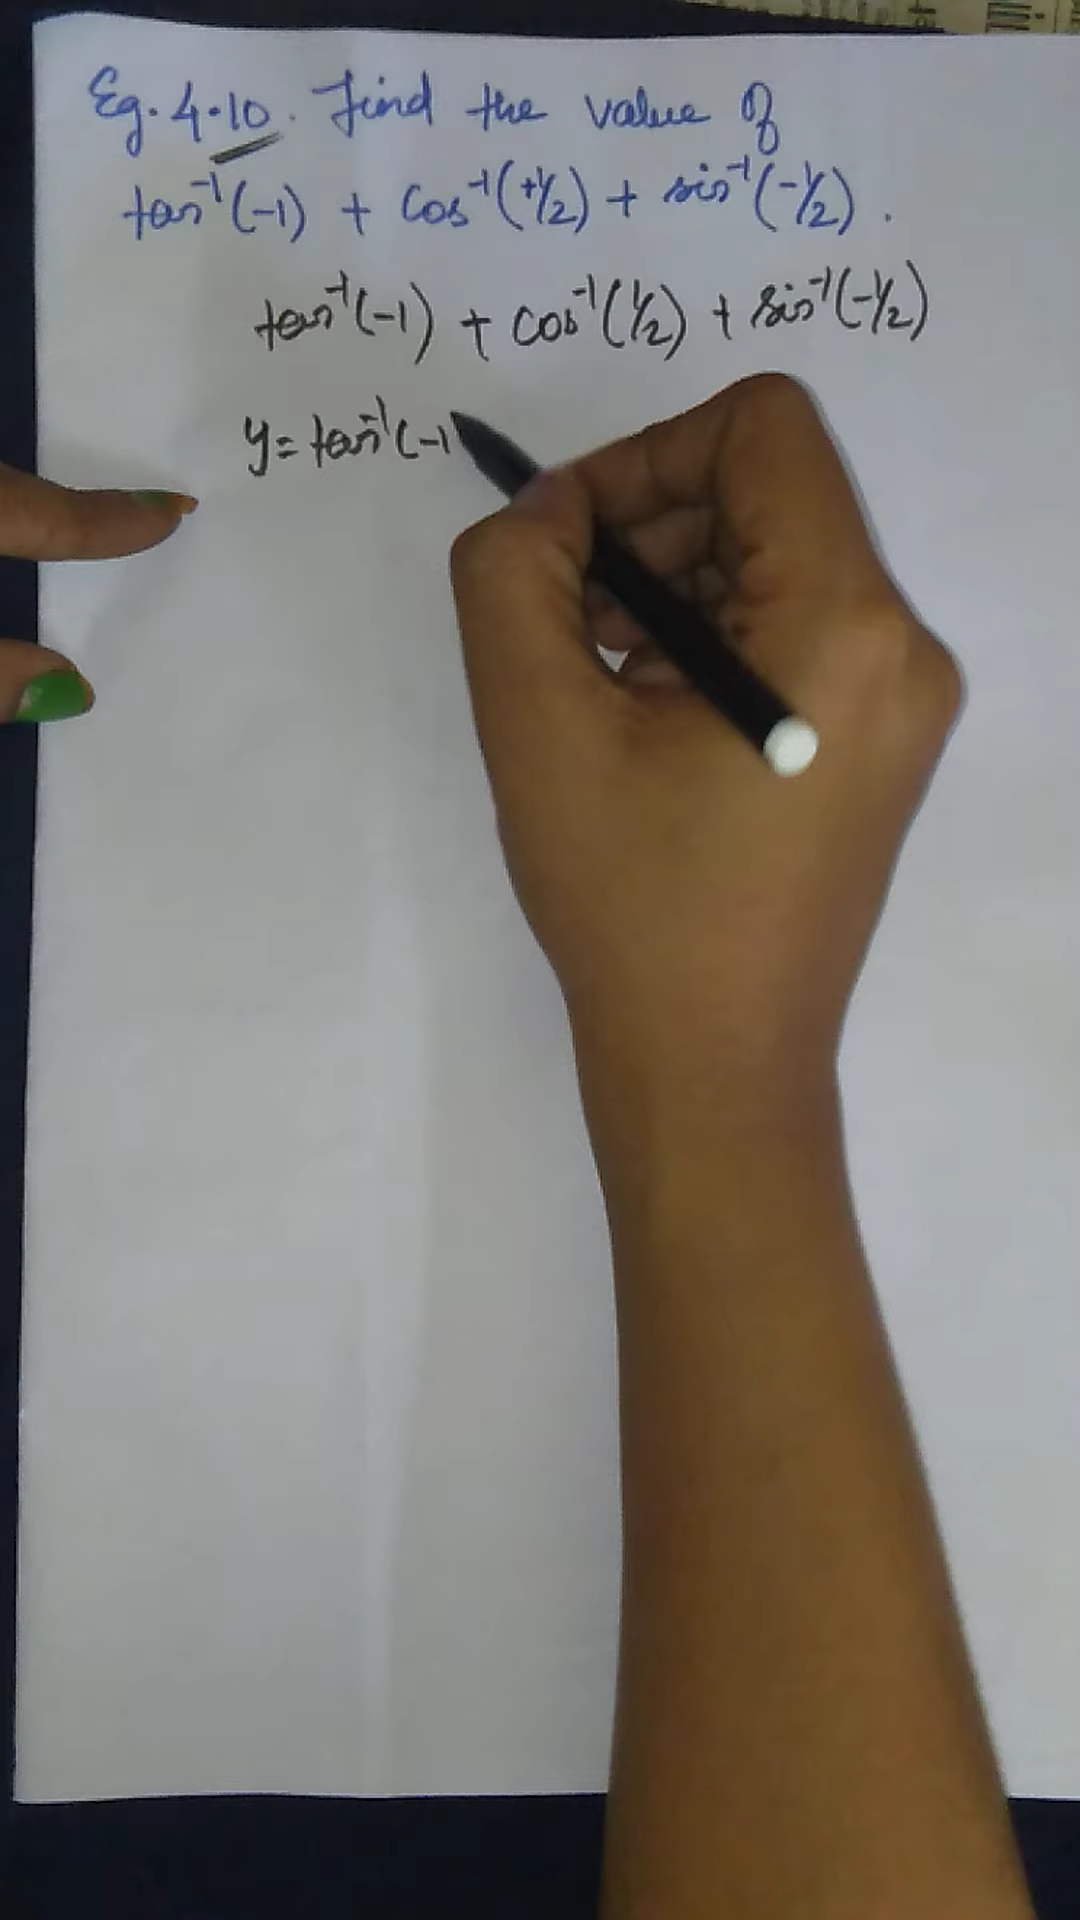 Eg. 4.10. Find the value of
tan⁻¹(-1) + cos⁻¹(+1/2) + sin⁻¹(-1/2).
tan⁻¹(-1) + cos⁻¹(1/2) + sin⁻¹(-1/2)
y = tan⁻¹(-1